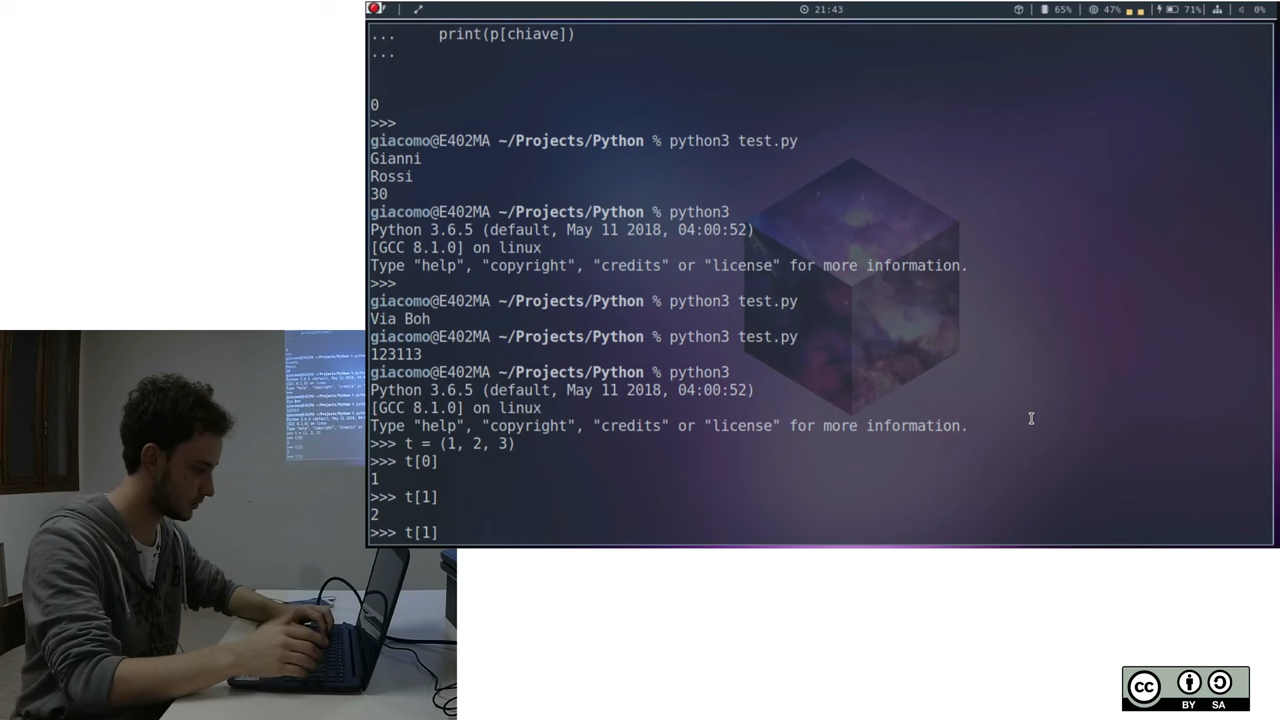 21:43 65% 47% 71% 0%
... print(p[chiave])
...
0
>>>
giacomo@E402MA ~/Projects/Python % python3 test.py
Gianni
Rossi
30
giacomo@E402MA ~/Projects/Python % python3
Python 3.6.5 (default, May 11 2018, 04:00:52)
[GCC 8.1.0] on linux
Type "help", "copyright", "credits" or "license" for more information.
>>>
giacomo@E402MA ~/Projects/Python % python3 test.py
Via Boh
giacomo@E402MA ~/Projects/Python % python3 test.py
123113
giacomo@E402MA ~/Projects/Python % python3
Python 3.6.5 (default, May 11 2018, 04:00:52)
[GCC 8.1.0] on linux
Type "help", "copyright", "credits" or "license" for more information.
>>> t = (1, 2, 3)
>>> t[0]
1
>>> t[1]
2
>>> t[1]
cc BY SA